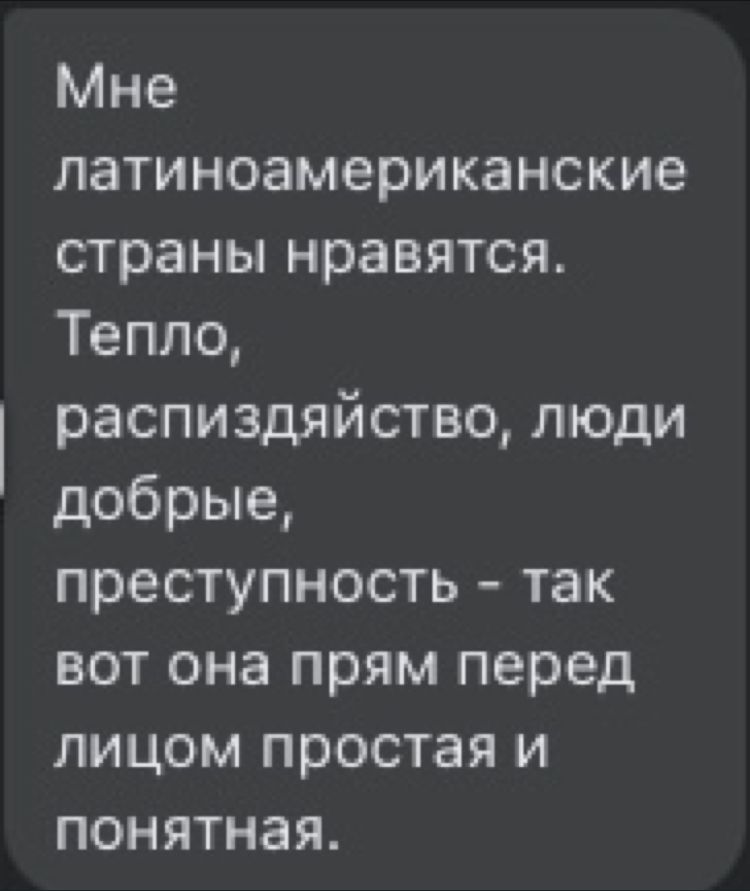 Мне
латиноамериканские
страны нравятся.
Тепло,
распиздяйство, люди
добрые,
преступность - так
вот она прям перед
лицом простая и
понятная.